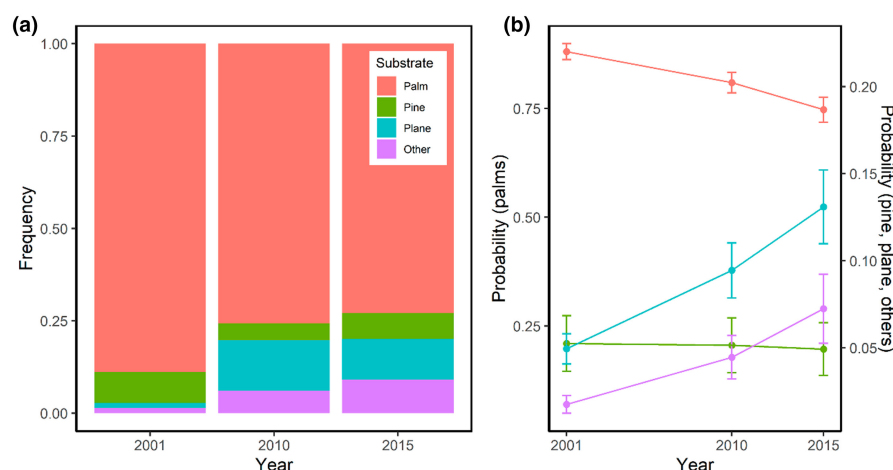 (a)
Frequency
1.00
0.75
0.50
0.25
0.00
Substrate
Palm
Pine
Plane
Other
2001
2010
2015
Year
(b)
Probability (palms)
0.75
0.50
0.25
0.20
0.15
0.10
0.05
Probability (pine, plane, others)
2001
2010
2015
Year